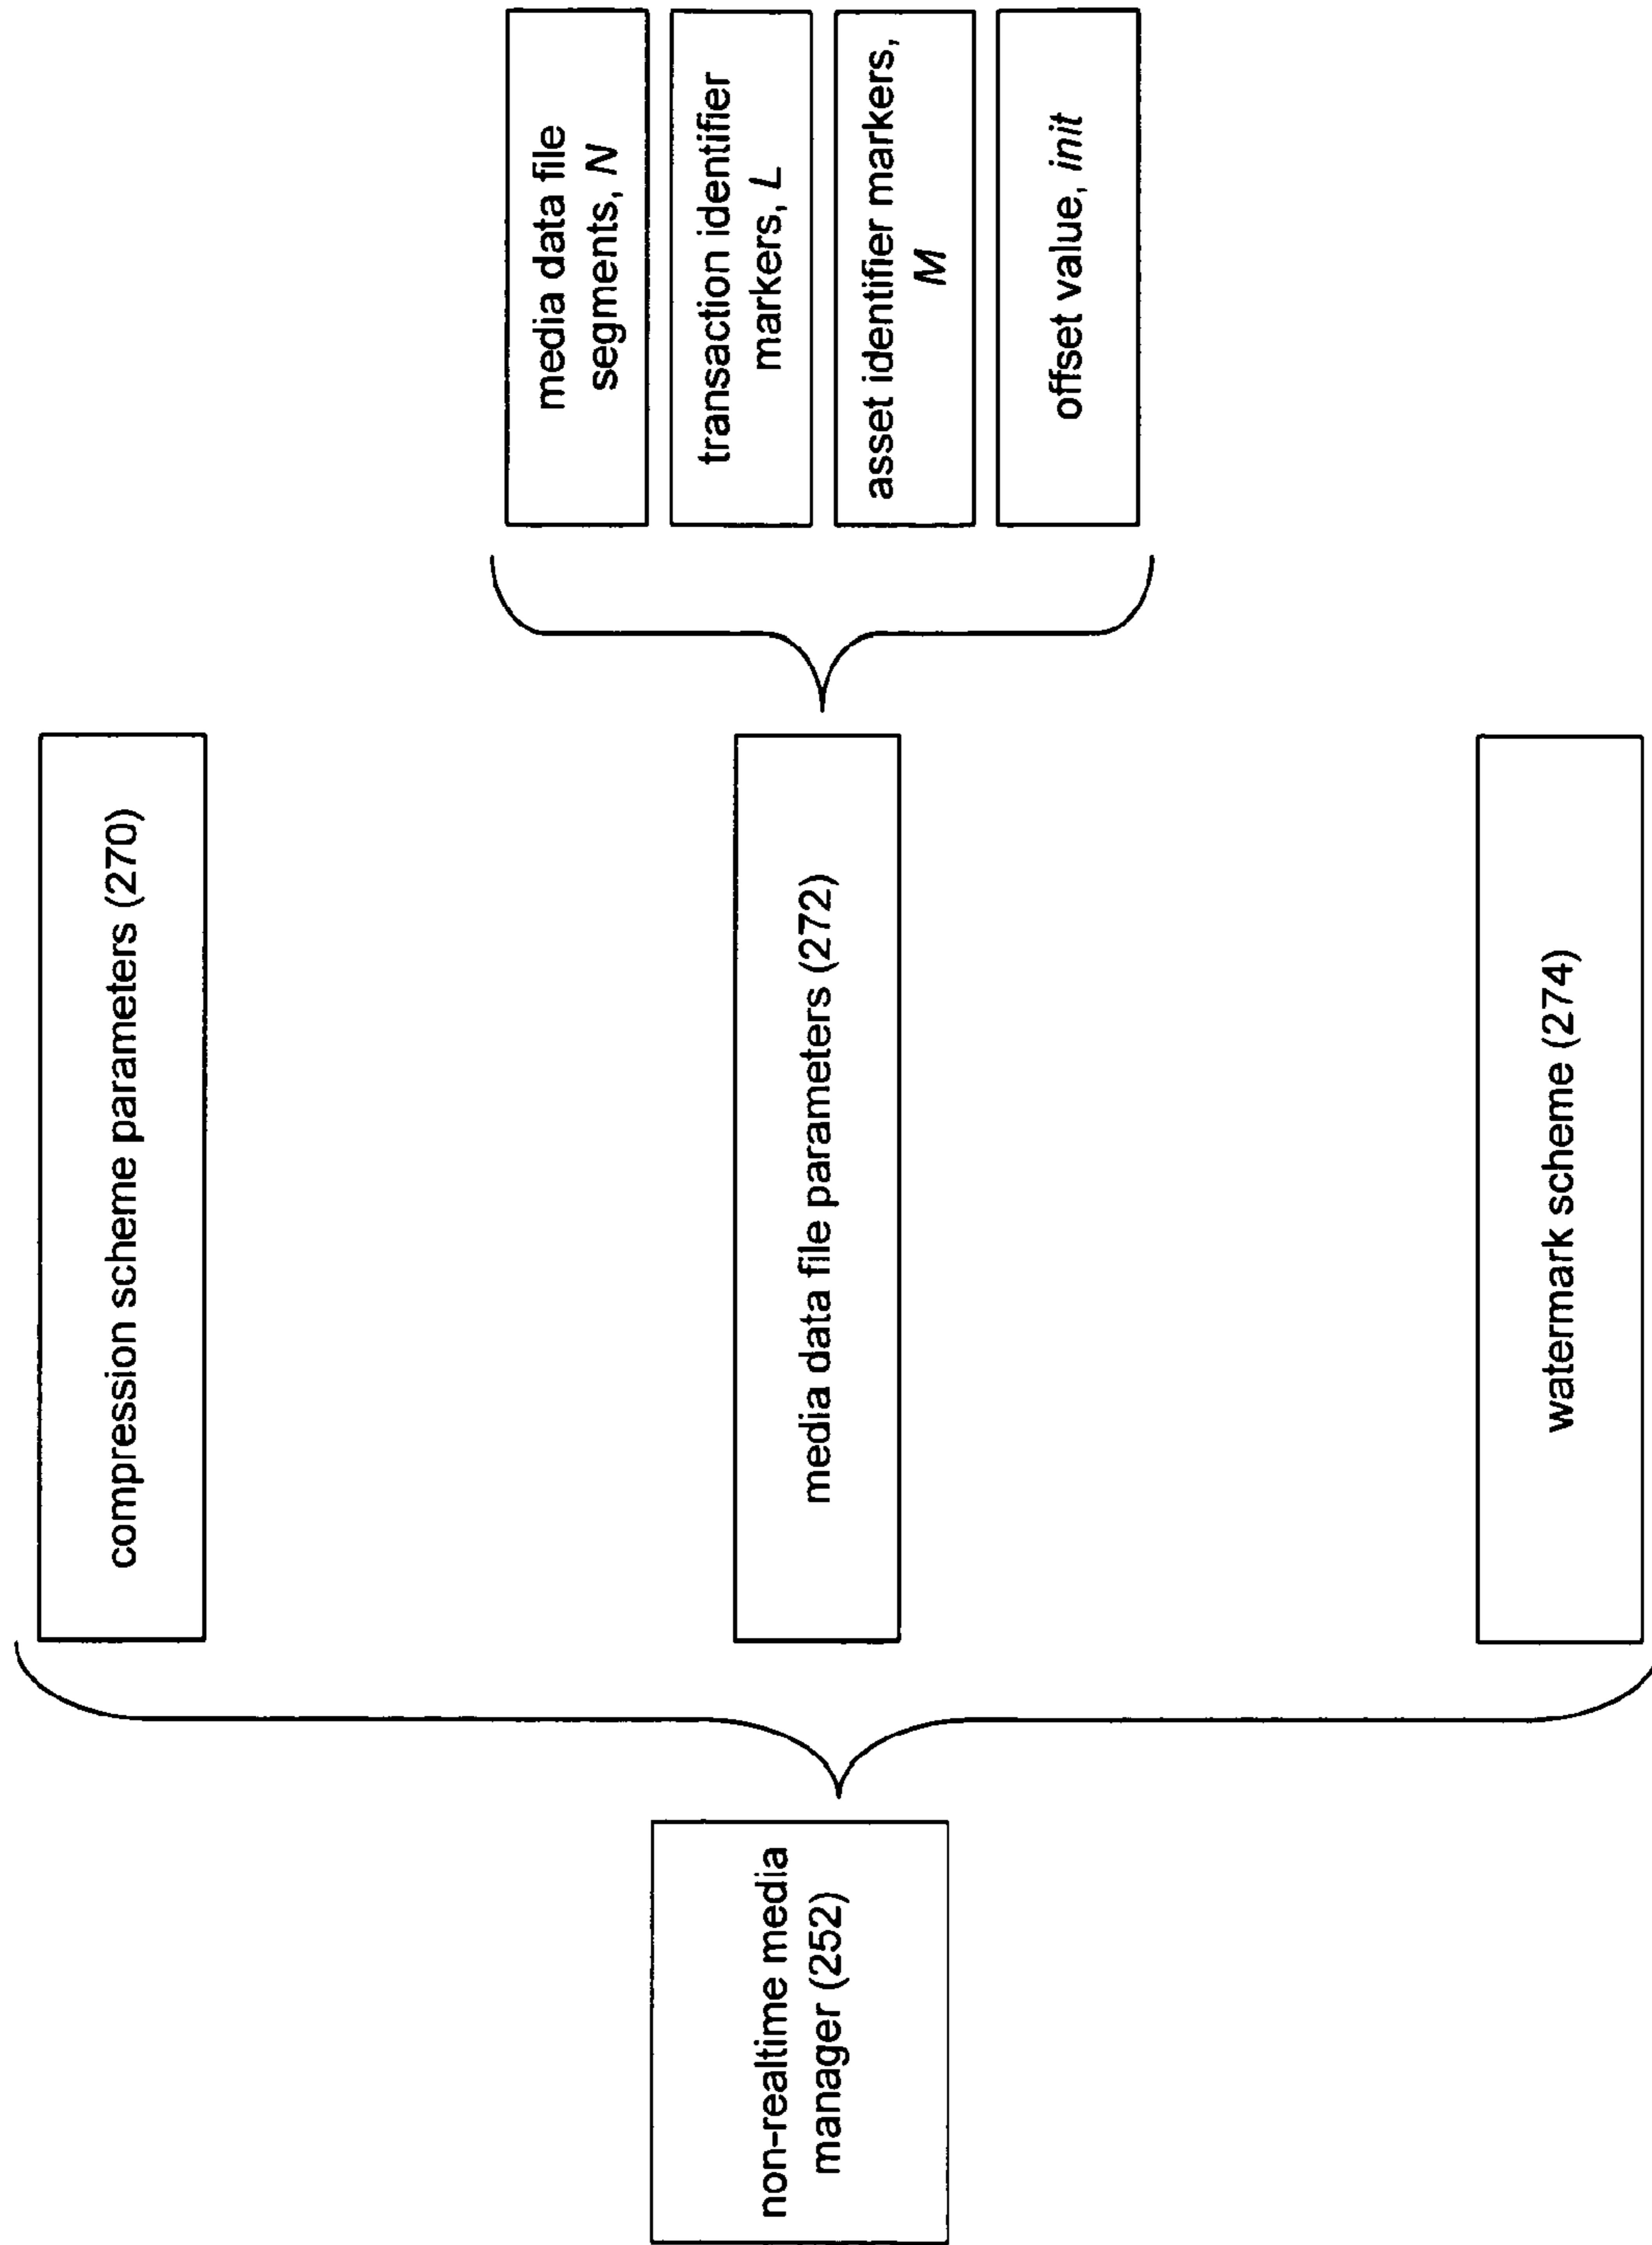 non-realtime media
manager (252)
compression scheme parameters (270)
media data file parameters (272)
watermark scheme (274)
media data file
segments, N
transaction identifier
markers, L
asset identifier markers,
M
offset value, init